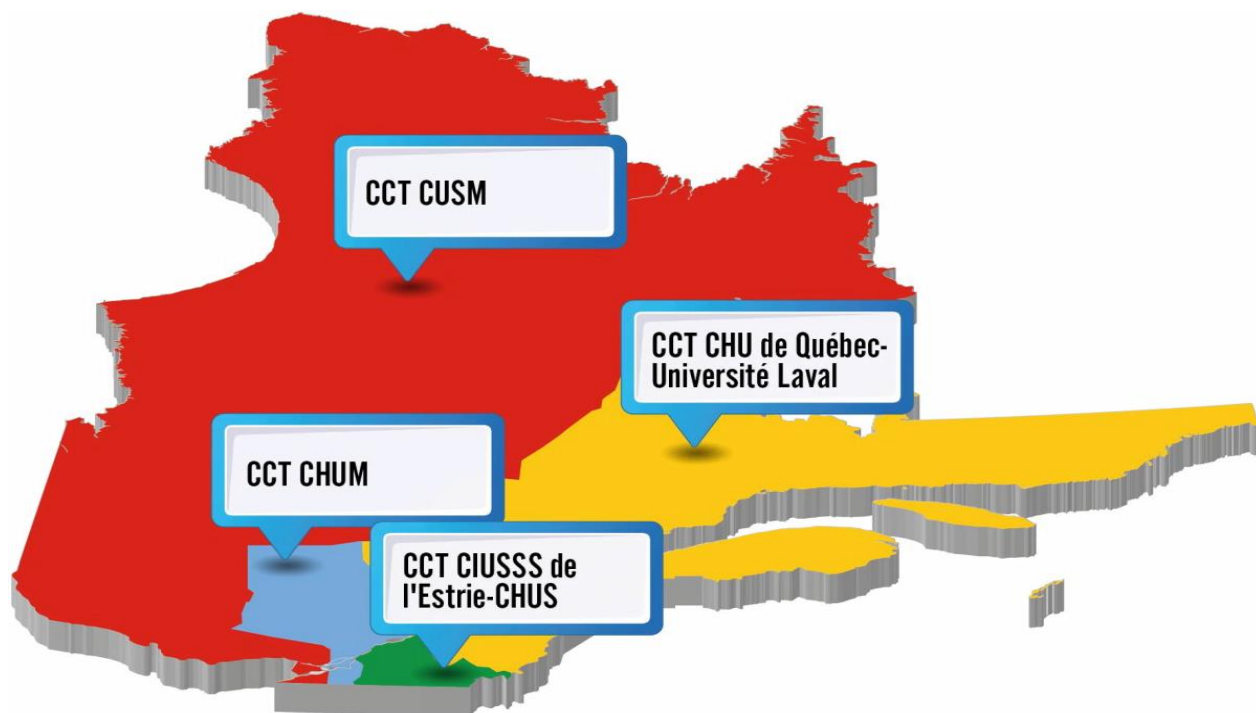 CCT CUSM
CCT CHU de Québec-
Université Laval
CCT CHUM
CCT CIUSSS de
l'Estrie-CHUS